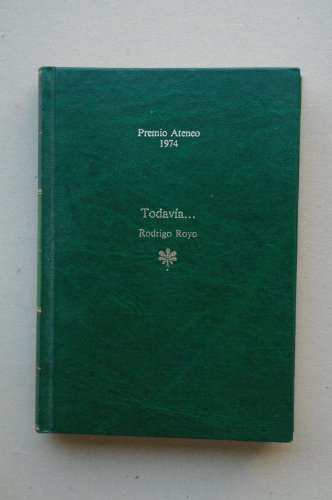 Premio Ateneo
1974
Todavía...
Rodrigo Royo